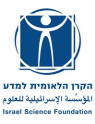 הקרן הלאומית למדע
المؤسسة الإسرائيلية للعلوم
Israel Science Foundation